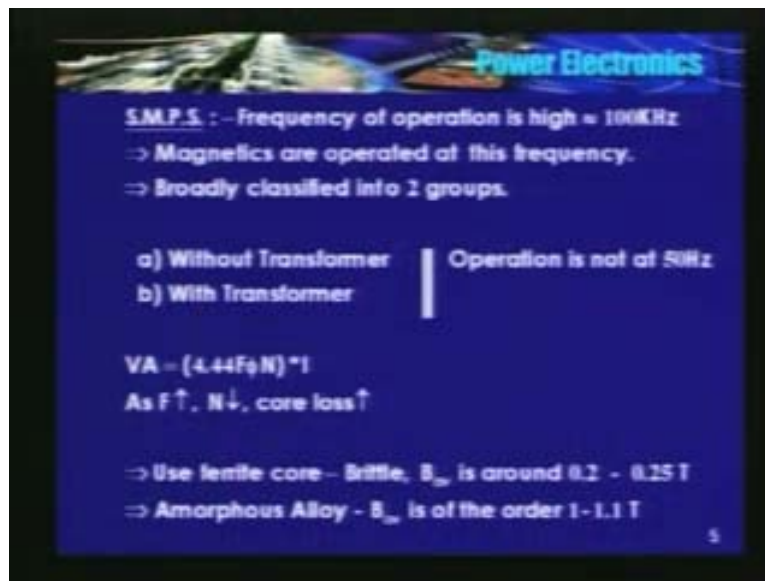 Power Electronics
S.M.P.S. :–Frequency of operation is high ≈ 100KHz
⇒ Magnetics are operated at this frequency.
⇒ Broadly classified into 2 groups.
a) Without Transformer Operation is not at 50Hz
b) With Transformer
VA = (4.44FϕN)*I
As F↑, N↓, core loss↑
⇒ Use ferrite core – Brittle, B is around 0.2 - 0.25 T
⇒ Amorphous Alloy - B is of the order 1-1.1 T
5